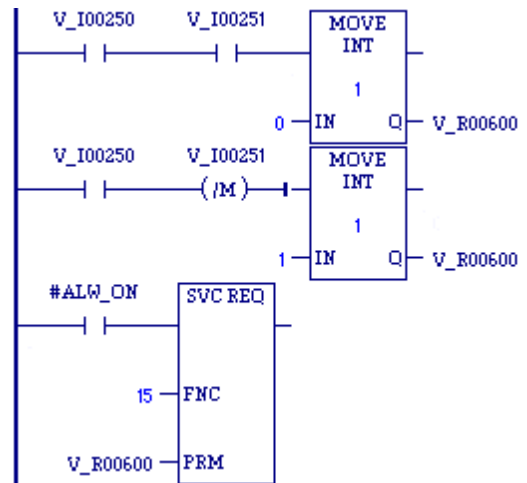 V_I00250 V_I00251 MOVE
INT
1
0 IN Q V_R00600
V_I00250 V_I00251 MOVE
(/M) INT
1
1 IN Q V_R00600
#ALW_ON SVC REQ
15 FNC
V_R00600 PRM